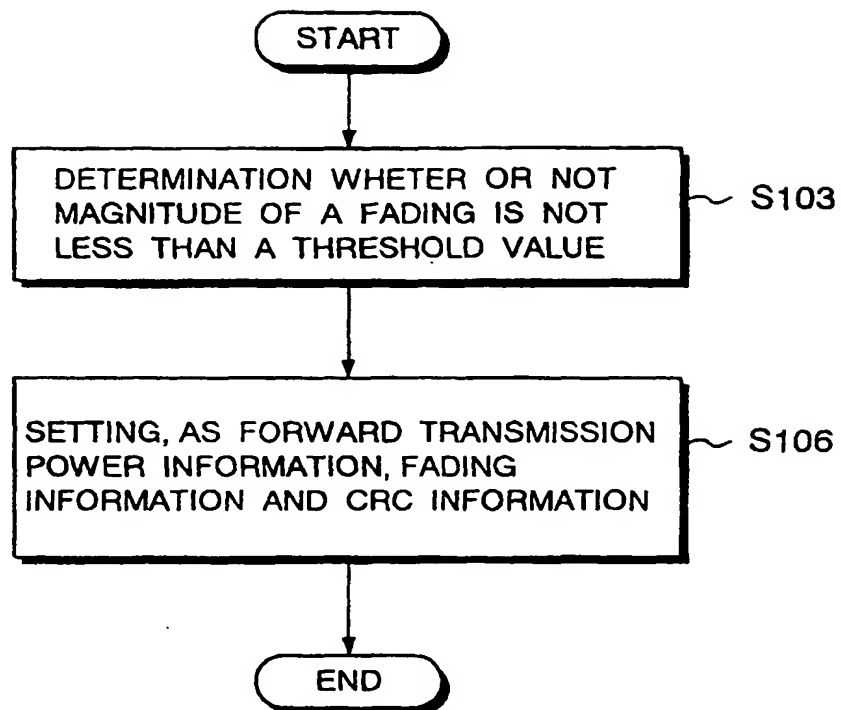 START
DETERMINATION WHETER OR NOT
MAGNITUDE OF A FADING IS NOT
LESS THAN A THRESHOLD VALUE
S103
SETTING, AS FORWARD TRANSMISSION
POWER INFORMATION, FADING
INFORMATION AND CRC INFORMATION
S106
END